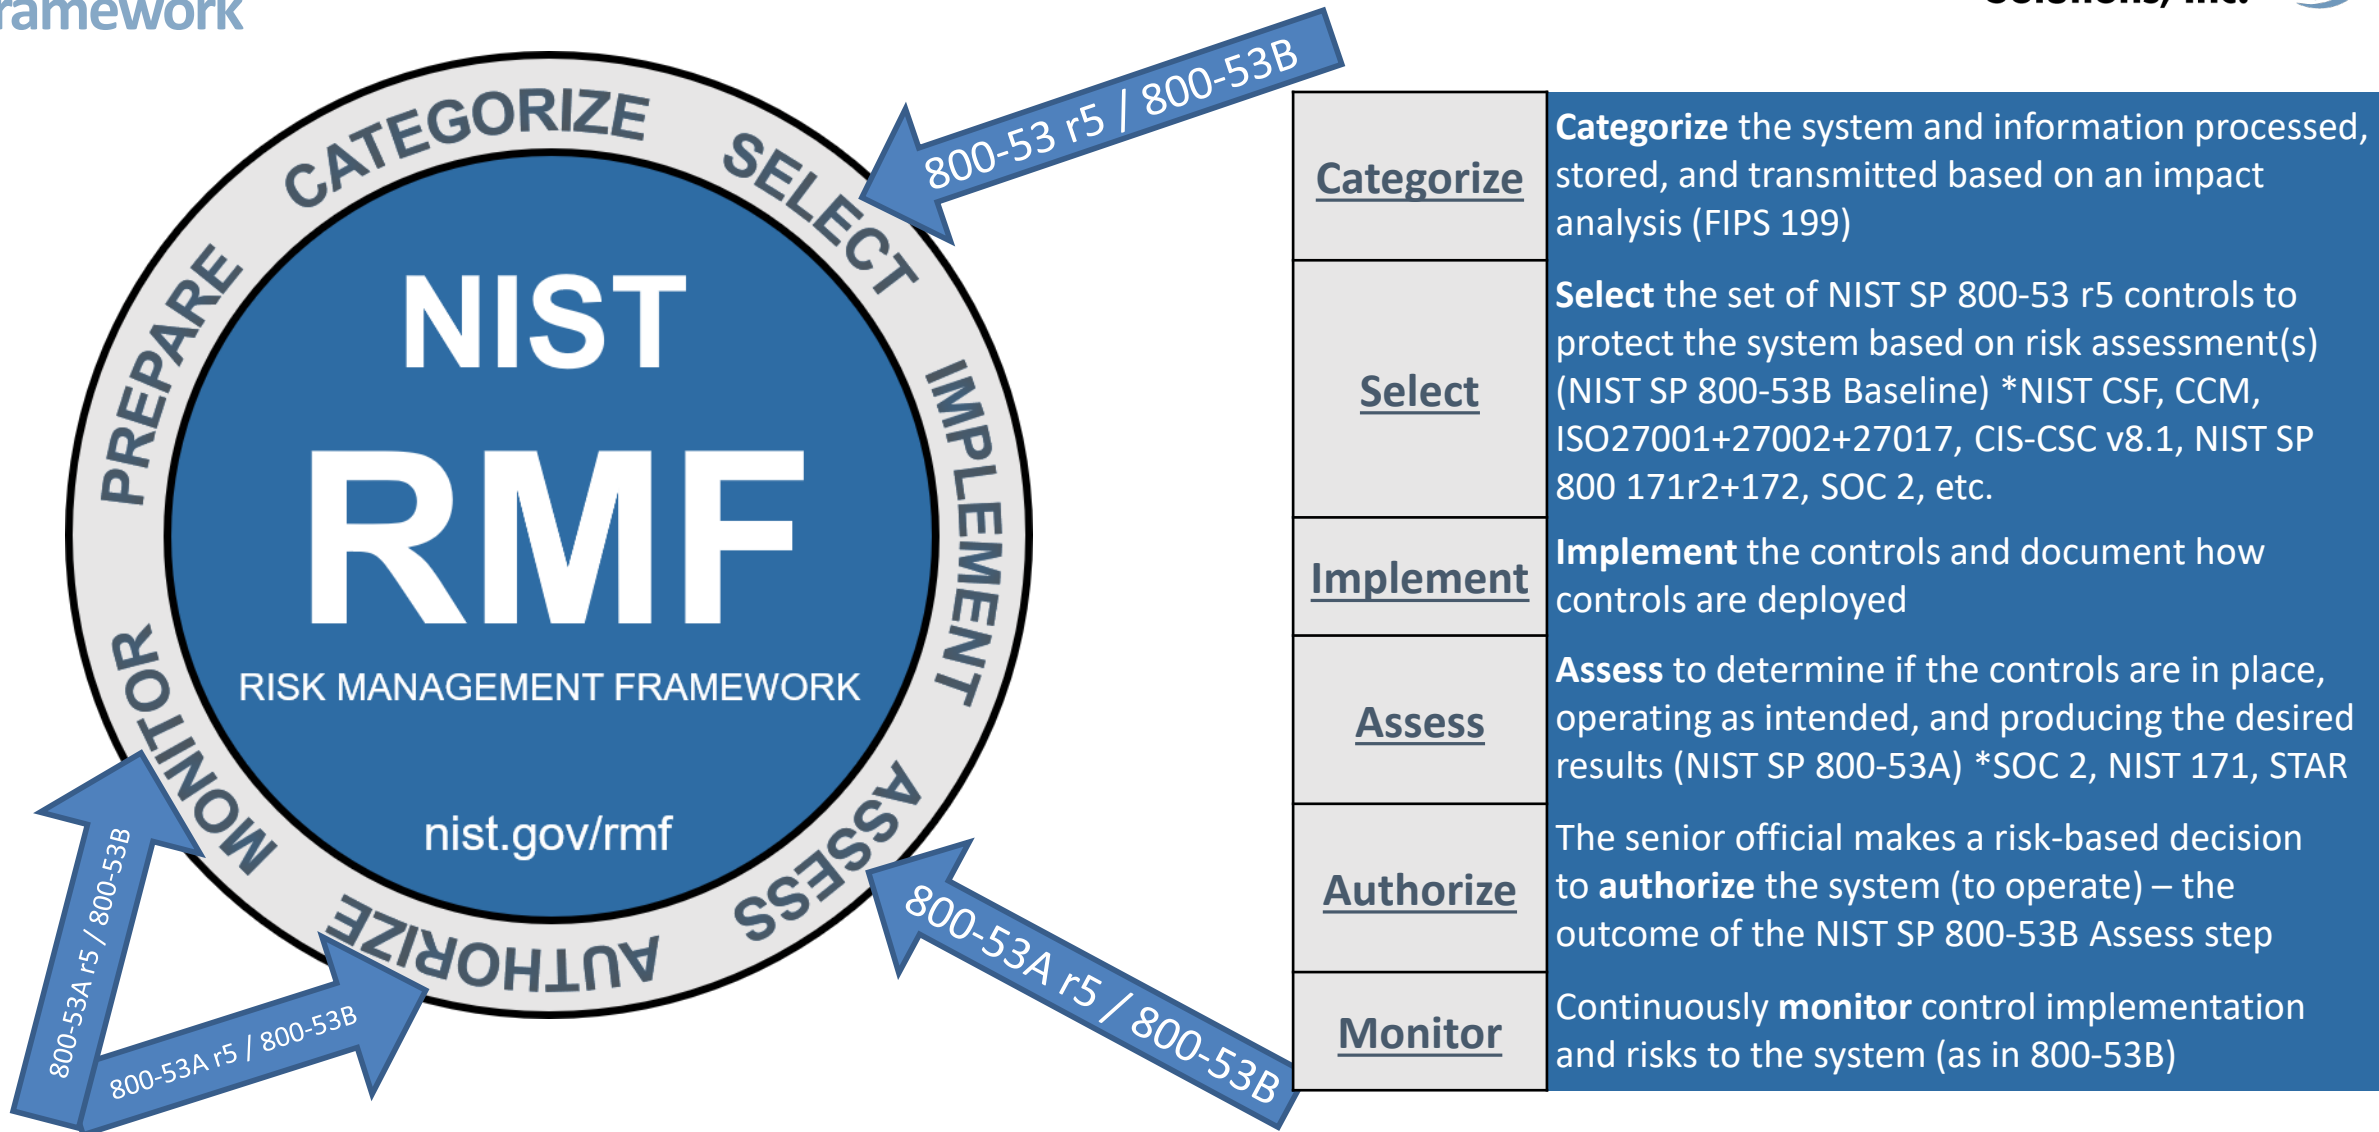 ramework
Solutions, Inc.
PREPARE
CATEGORIZE
SELECT
IMPLEMENT
ASSESS
AUTHORIZE
MONITOR
NIST
RMF
RISK MANAGEMENT FRAMEWORK
nist.gov/rmf
800-53 r5 / 800-53B
800-53A r5 / 800-53B
800-53A r5 / 800-53B
800-53A r5 / 800-53B
Categorize
Categorize the system and information processed,
stored, and transmitted based on an impact
analysis (FIPS 199)
Select
Select the set of NIST SP 800-53 r5 controls to
protect the system based on risk assessment(s)
(NIST SP 800-53B Baseline) *NIST CSF, CCM,
ISO27001+27002+27017, CIS-CSC v8.1, NIST SP
800 171r2+172, SOC 2, etc.
Implement
Implement the controls and document how
controls are deployed
Assess
Assess to determine if the controls are in place,
operating as intended, and producing the desired
results (NIST SP 800-53A) *SOC 2, NIST 171, STAR
Authorize
The senior official makes a risk-based decision
to authorize the system (to operate) – the
outcome of the NIST SP 800-53B Assess step
Monitor
Continuously monitor control implementation
and risks to the system (as in 800-53B)